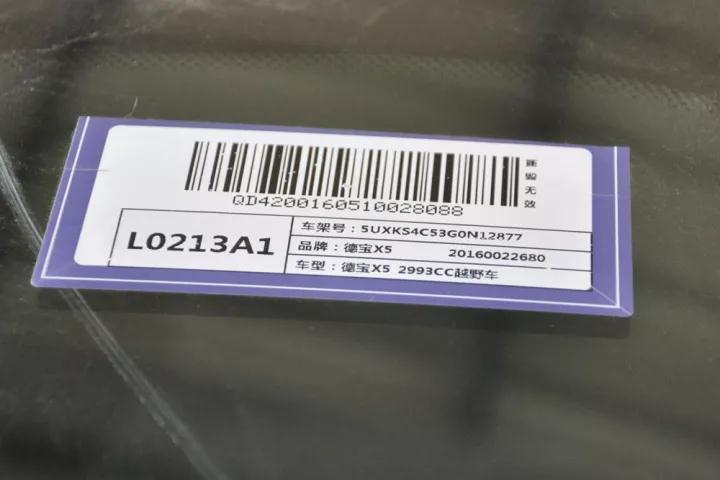 撕毁无效
QD4200160510028088
L0213A1
车架号：5UXKS4C53G0N12877
品牌：德宝X5 20160022680
车型：德宝X5 2993CC越野车